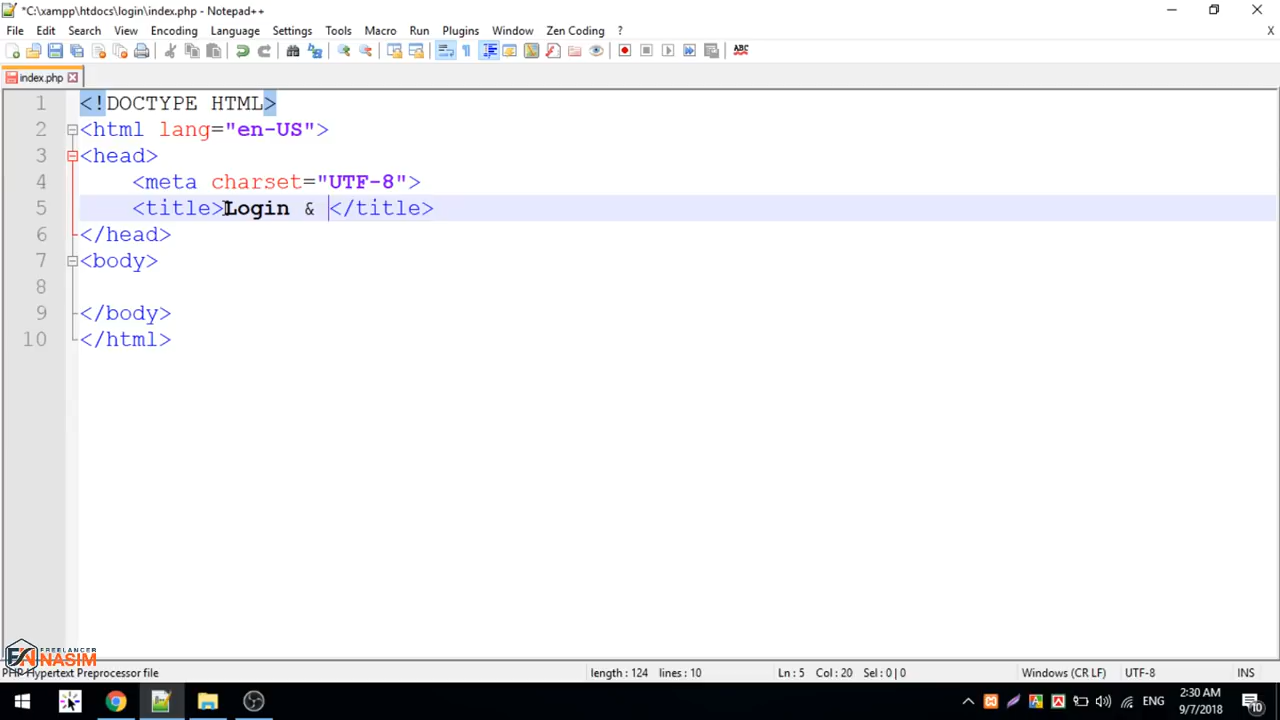 *C:\xampp\htdocs\login\index.php - Notepad++
File Edit Search View Encoding Language Settings Tools Macro Run Plugins Window Zen Coding ? X
ABC
index.php
1 <!DOCTYPE HTML>
2 <html lang="en-US">
3 <head>
4 <meta charset="UTF-8">
5 <title>Login & </title>
6 </head>
7 <body>
8
9 </body>
10 </html>
FREELANCER
FN NASIM
PHP Hypertext Preprocessor file length : 124 lines : 10 Ln : 5 Col : 20 Sel : 0 | 0 Windows (CR LF) UTF-8 INS
ENG 2:30 AM
9/7/2018 10